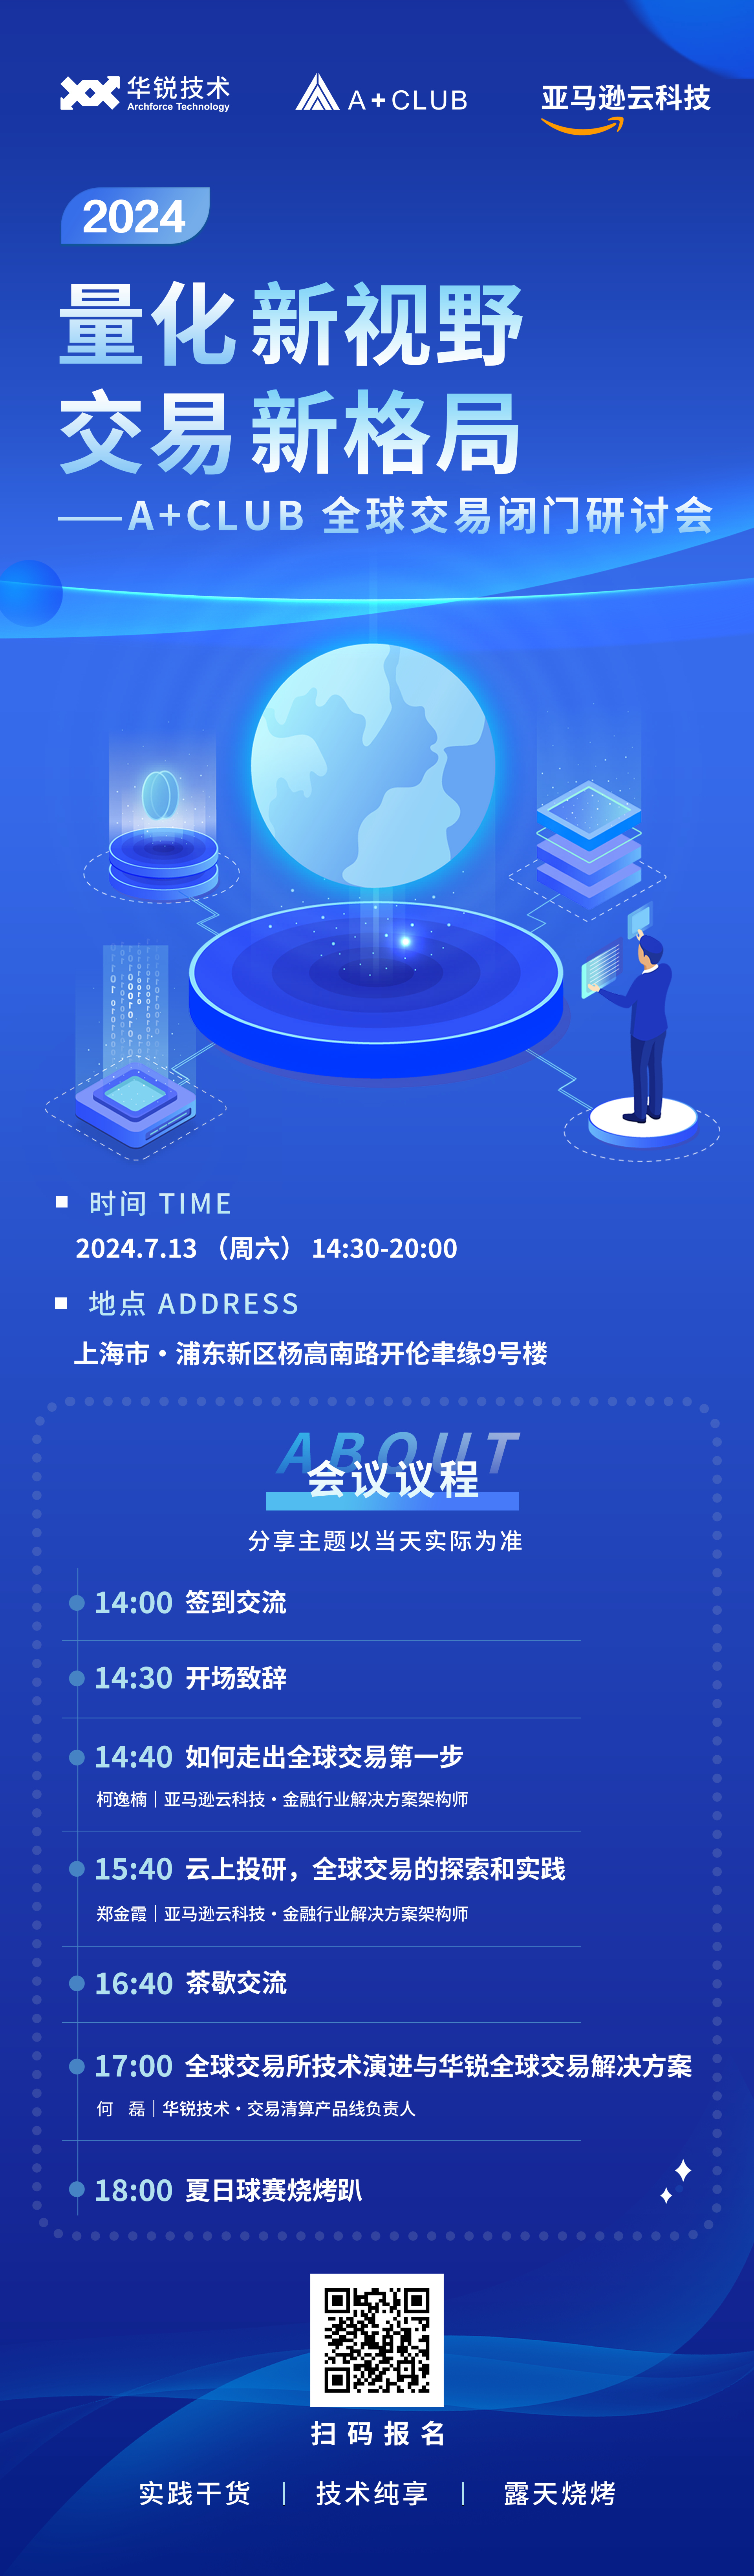 华锐技术
Archforce Technology
A+CLUB
亚马逊云科技
2024
量化新视野
交易新格局
——A+CLUB 全球交易闭门研讨会
时间 TIME
2024.7.13 （周六） 14:30-20:00
地点 ADDRESS
上海市·浦东新区杨高南路开伦聿缘9号楼
ABOUT
会议议程
分享主题以当天实际为准
14:00 签到交流
14:30 开场致辞
14:40 如何走出全球交易第一步
柯逸楠｜亚马逊云科技·金融行业解决方案架构师
15:40 云上投研，全球交易的探索和实践
郑金霞｜亚马逊云科技·金融行业解决方案架构师
16:40 茶歇交流
17:00 全球交易所技术演进与华锐全球交易解决方案
何 磊｜华锐技术·交易清算产品线负责人
18:00 夏日球赛烧烤趴
扫码报名
实践干货｜技术纯享｜露天烧烤